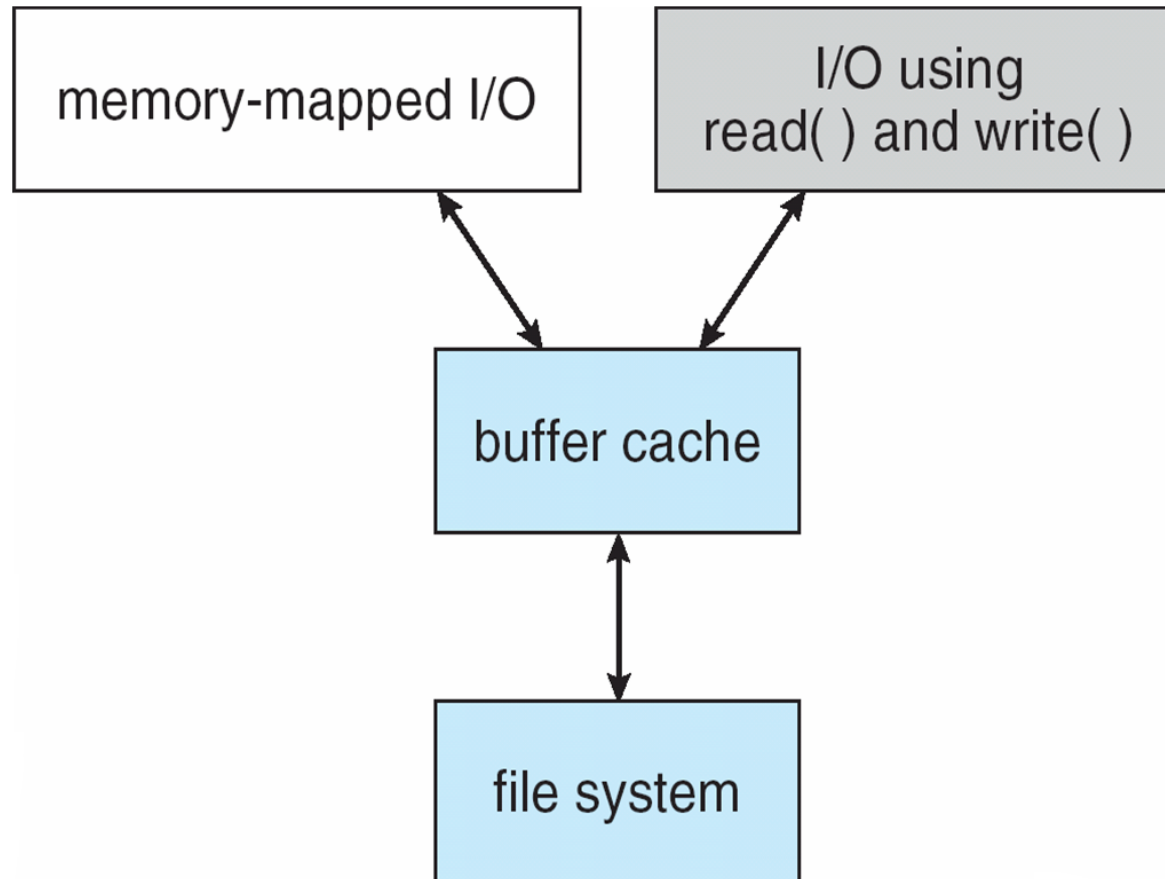 memory-mapped I/O
I/O using
read( ) and write( )
buffer cache
file system